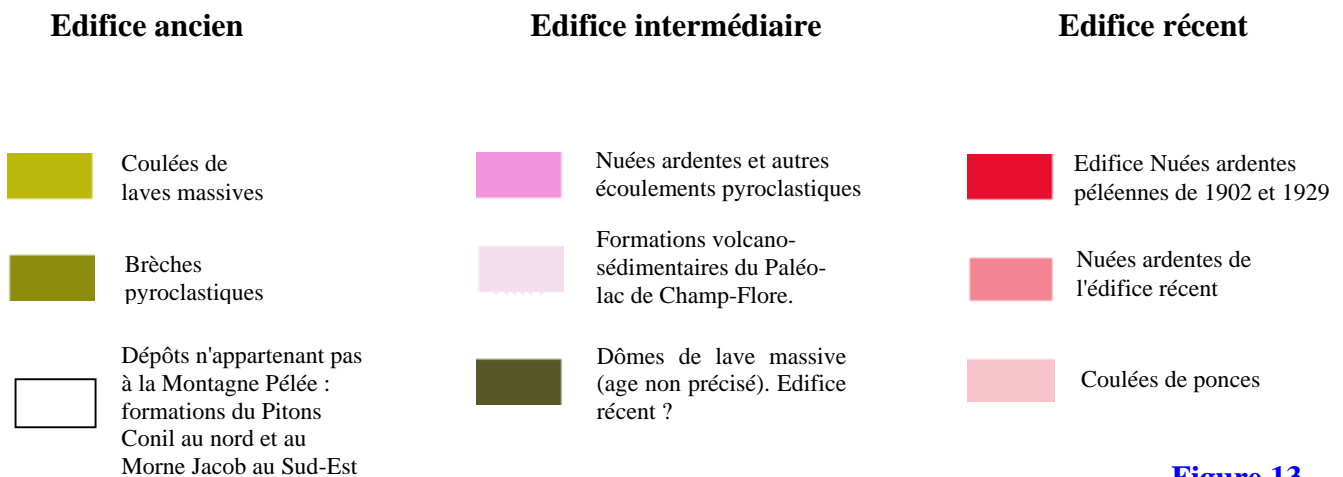 Edifice ancien
Coulées de
laves massives
Brèches
pyroclastiques
Dépôts n'appartenant pas
à la Montagne Pélée :
formations du Pitons
Conil au nord et au
Morne Jacob au Sud-Est
Edifice intermédiaire
Nuées ardentes et autres
écoulements pyroclastiques
Formations volcano-
sédimentaires du Paléo-
lac de Champ-Flore.
Dômes de lave massive
(age non précisé). Edifice
récent ?
Edifice récent
Edifice Nuées ardentes
péléennes de 1902 et 1929
Nuées ardentes de
l'édifice récent
Coulées de ponces
Figure 13